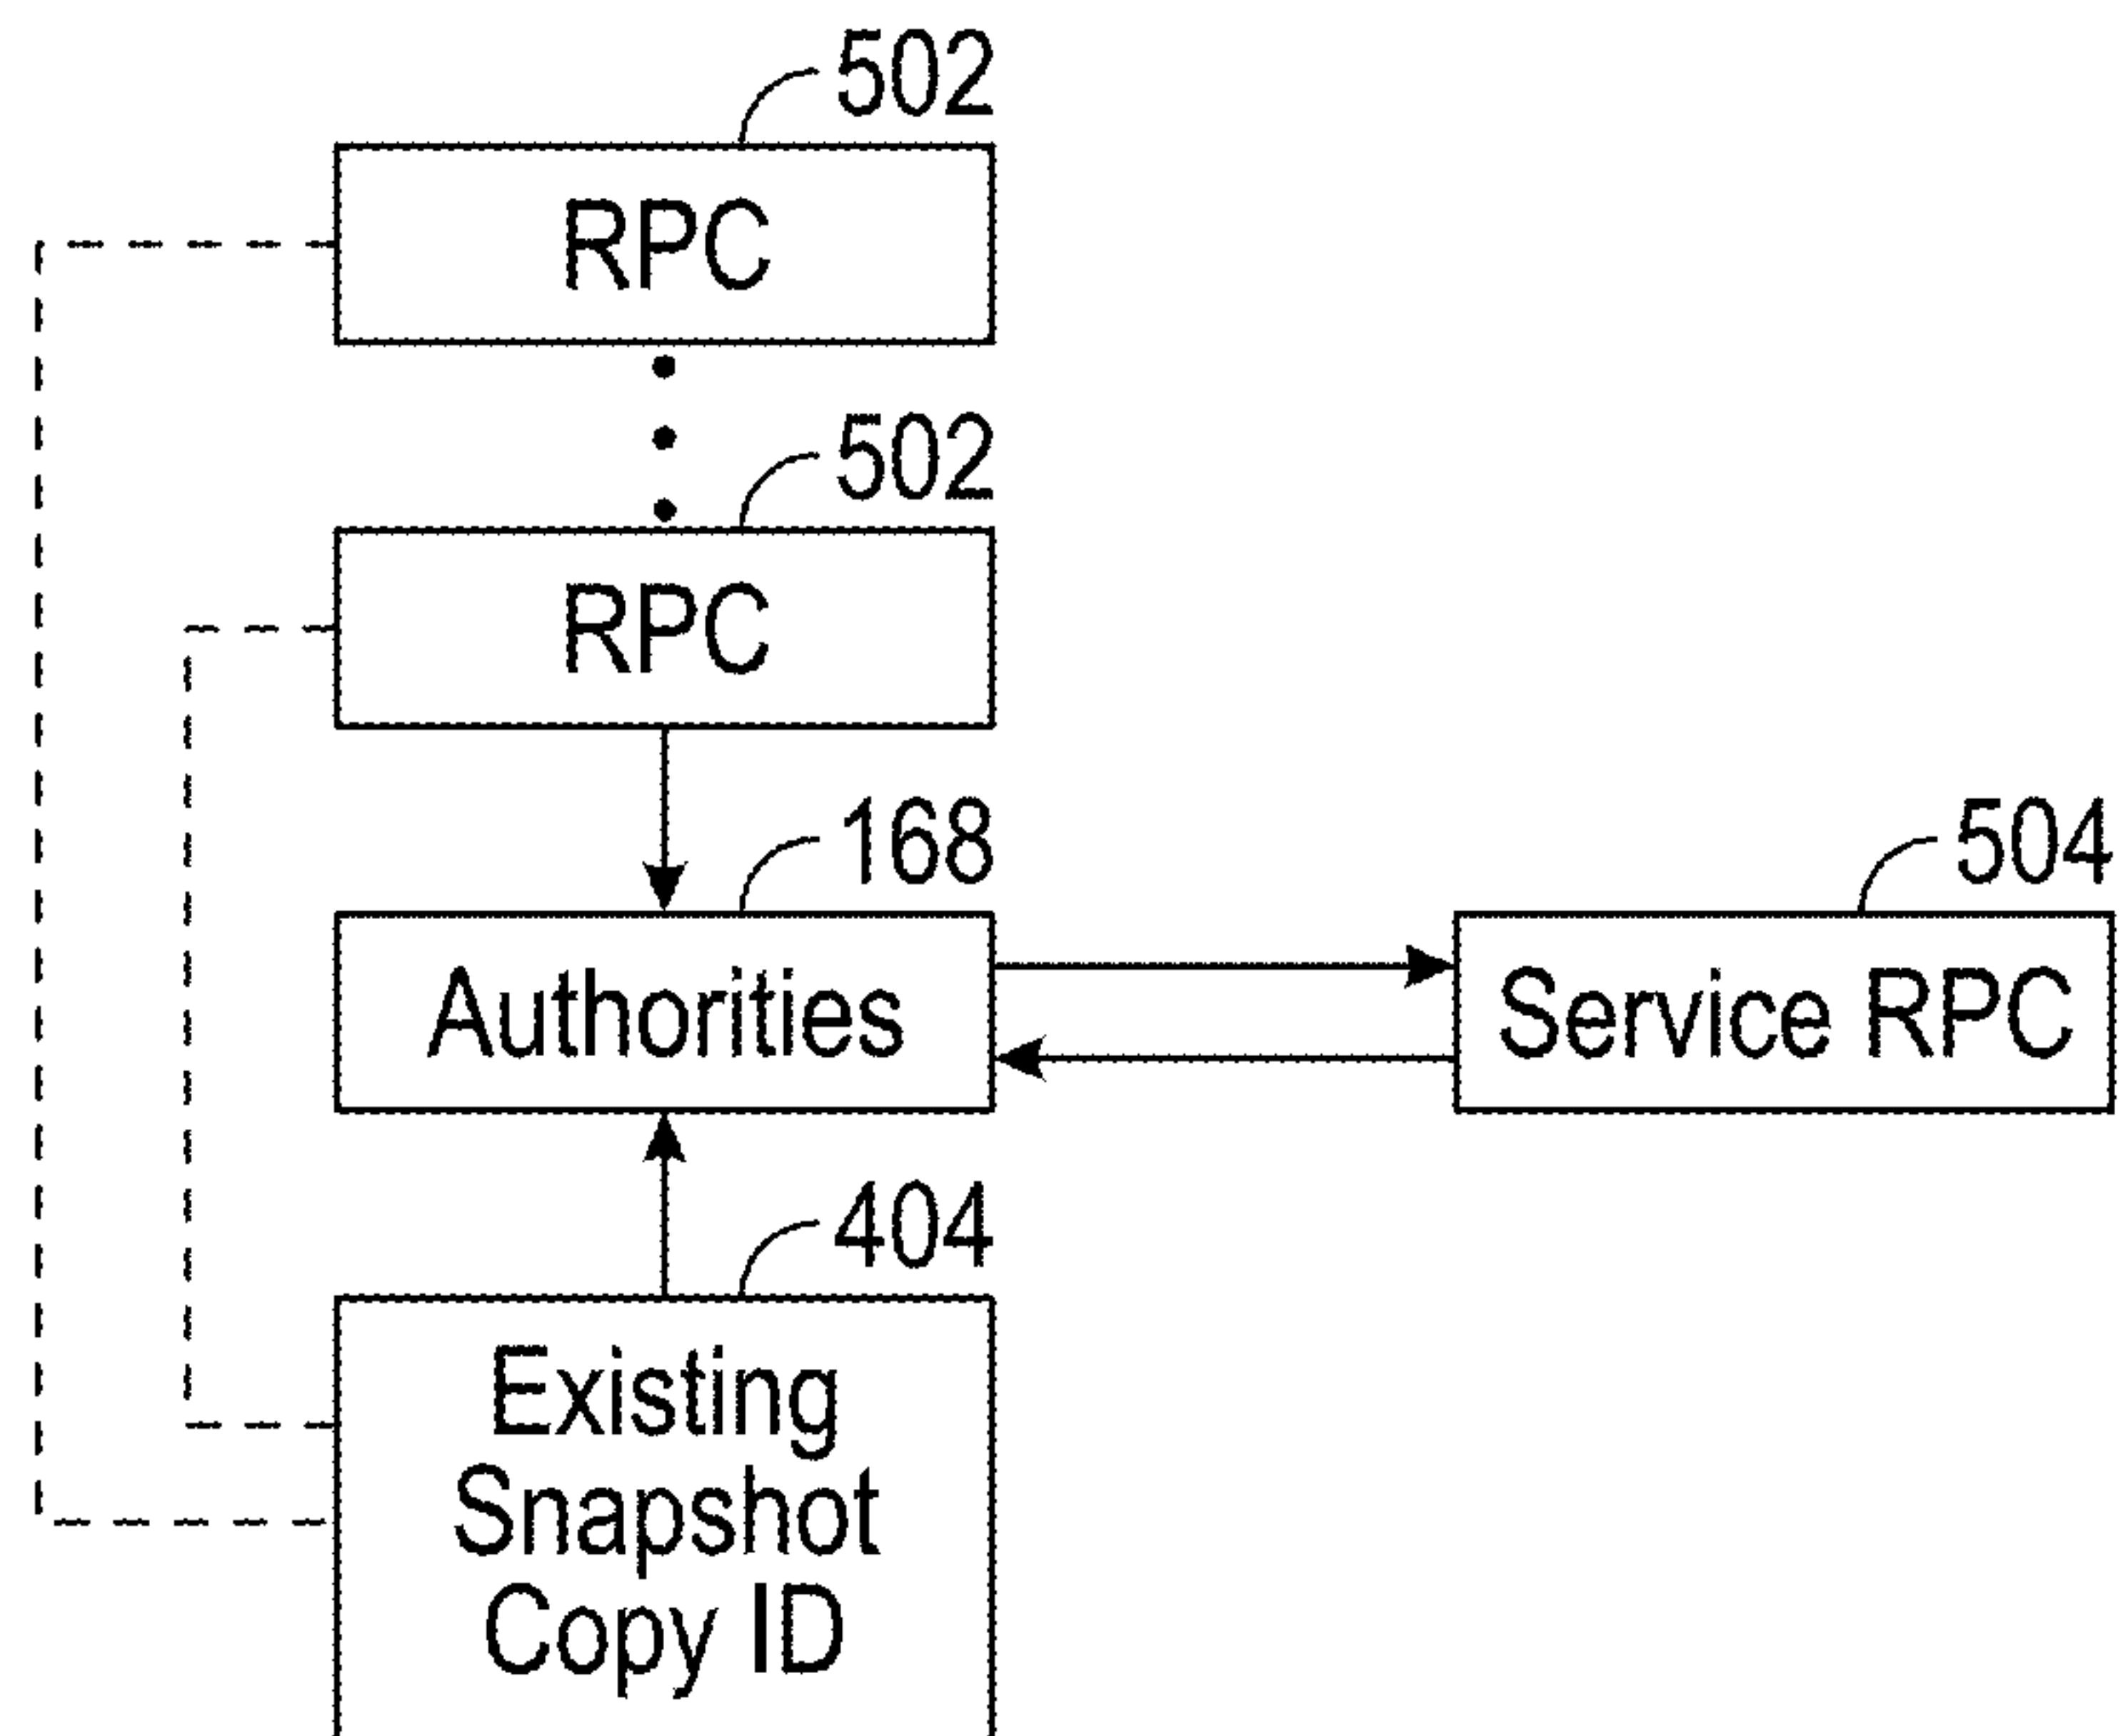 502
RPC
502
RPC
168
Authorities
504
Service RPC
404
Existing
Snapshot
Copy ID